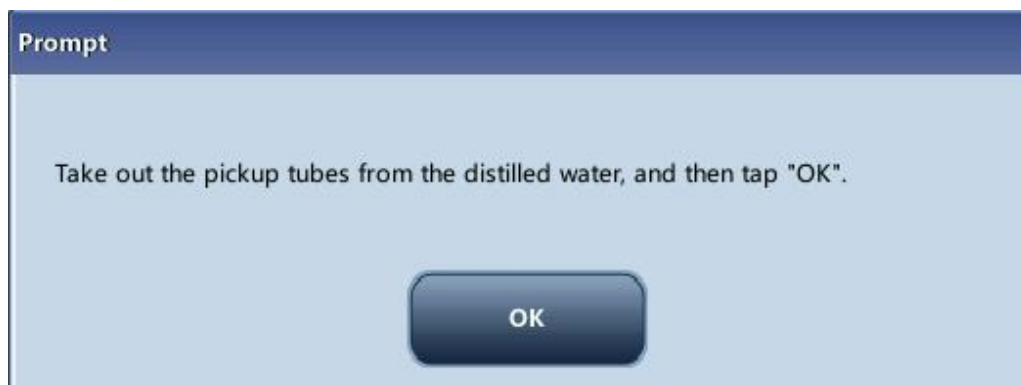 Prompt
Take out the pickup tubes from the distilled water, and then tap "OK".
OK